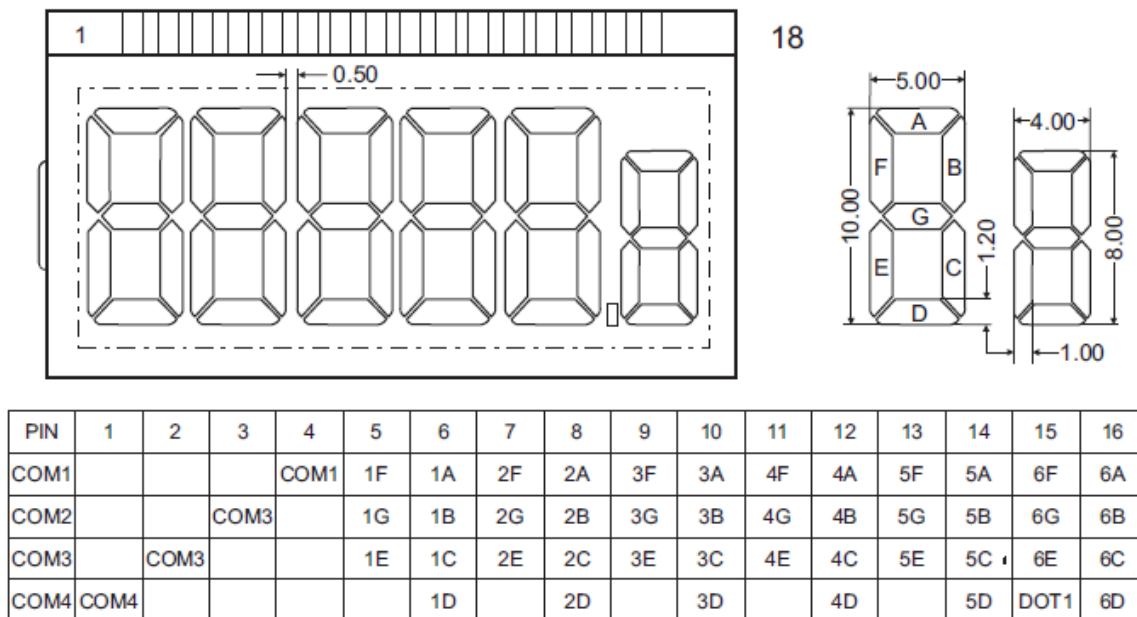 1
18
0.50
5.00
4.00
A
F B
G
10.00
1.20
8.00
E C
D
1.00
PIN 1 2 3 4 5 6 7 8 9 10 11 12 13 14 15 16
COM1 COM1 1F 1A 2F 2A 3F 3A 4F 4A 5F 5A 6F 6A
COM2 COM3 1G 1B 2G 2B 3G 3B 4G 4B 5G 5B 6G 6B
COM3 COM3 1E 1C 2E 2C 3E 3C 4E 4C 5E 5C 6E 6C
COM4 COM4 1D 2D 3D 4D 5D DOT1 6D